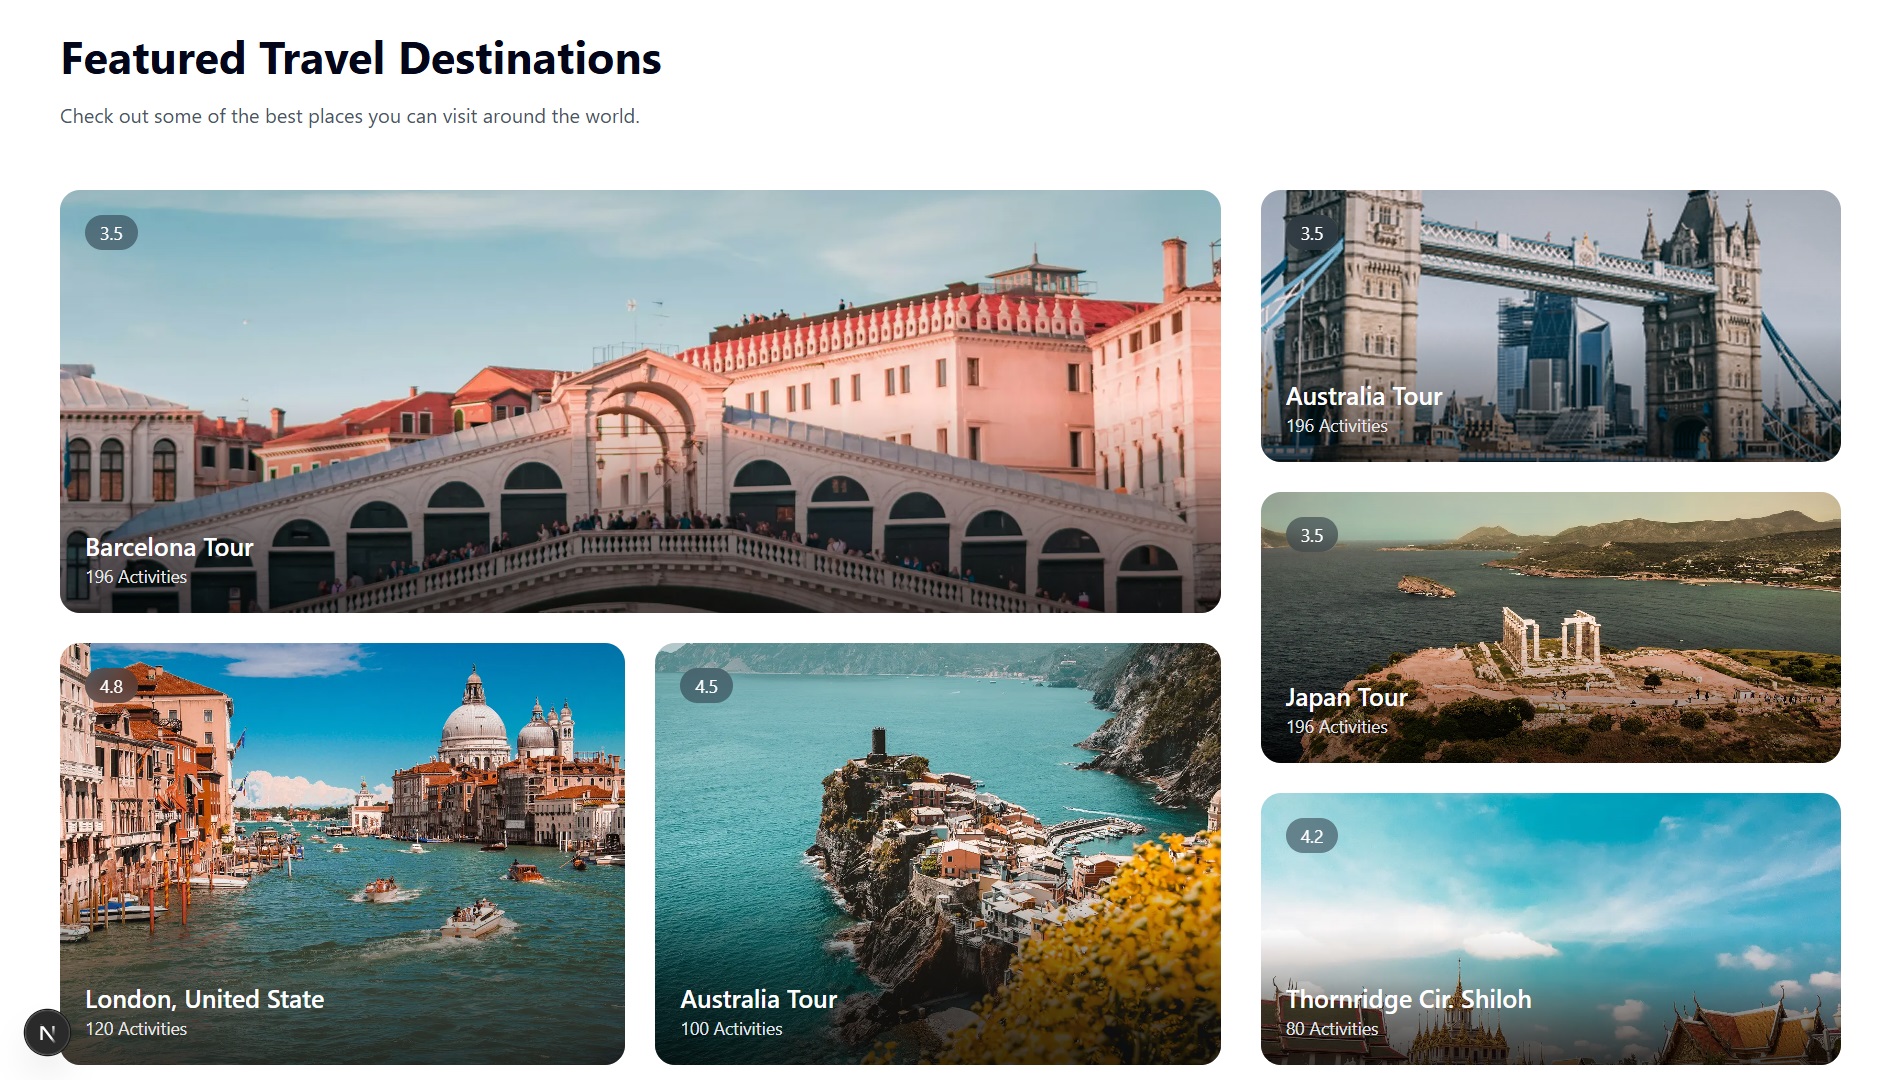 Featured Travel Destinations
Check out some of the best places you can visit around the world.
3.5
Barcelona Tour
196 Activities
3.5
Australia Tour
196 Activities
3.5
Japan Tour
196 Activities
4.8
London, United State
120 Activities
4.5
Australia Tour
100 Activities
4.2
Thornridge Cir. Shiloh
80 Activities
N